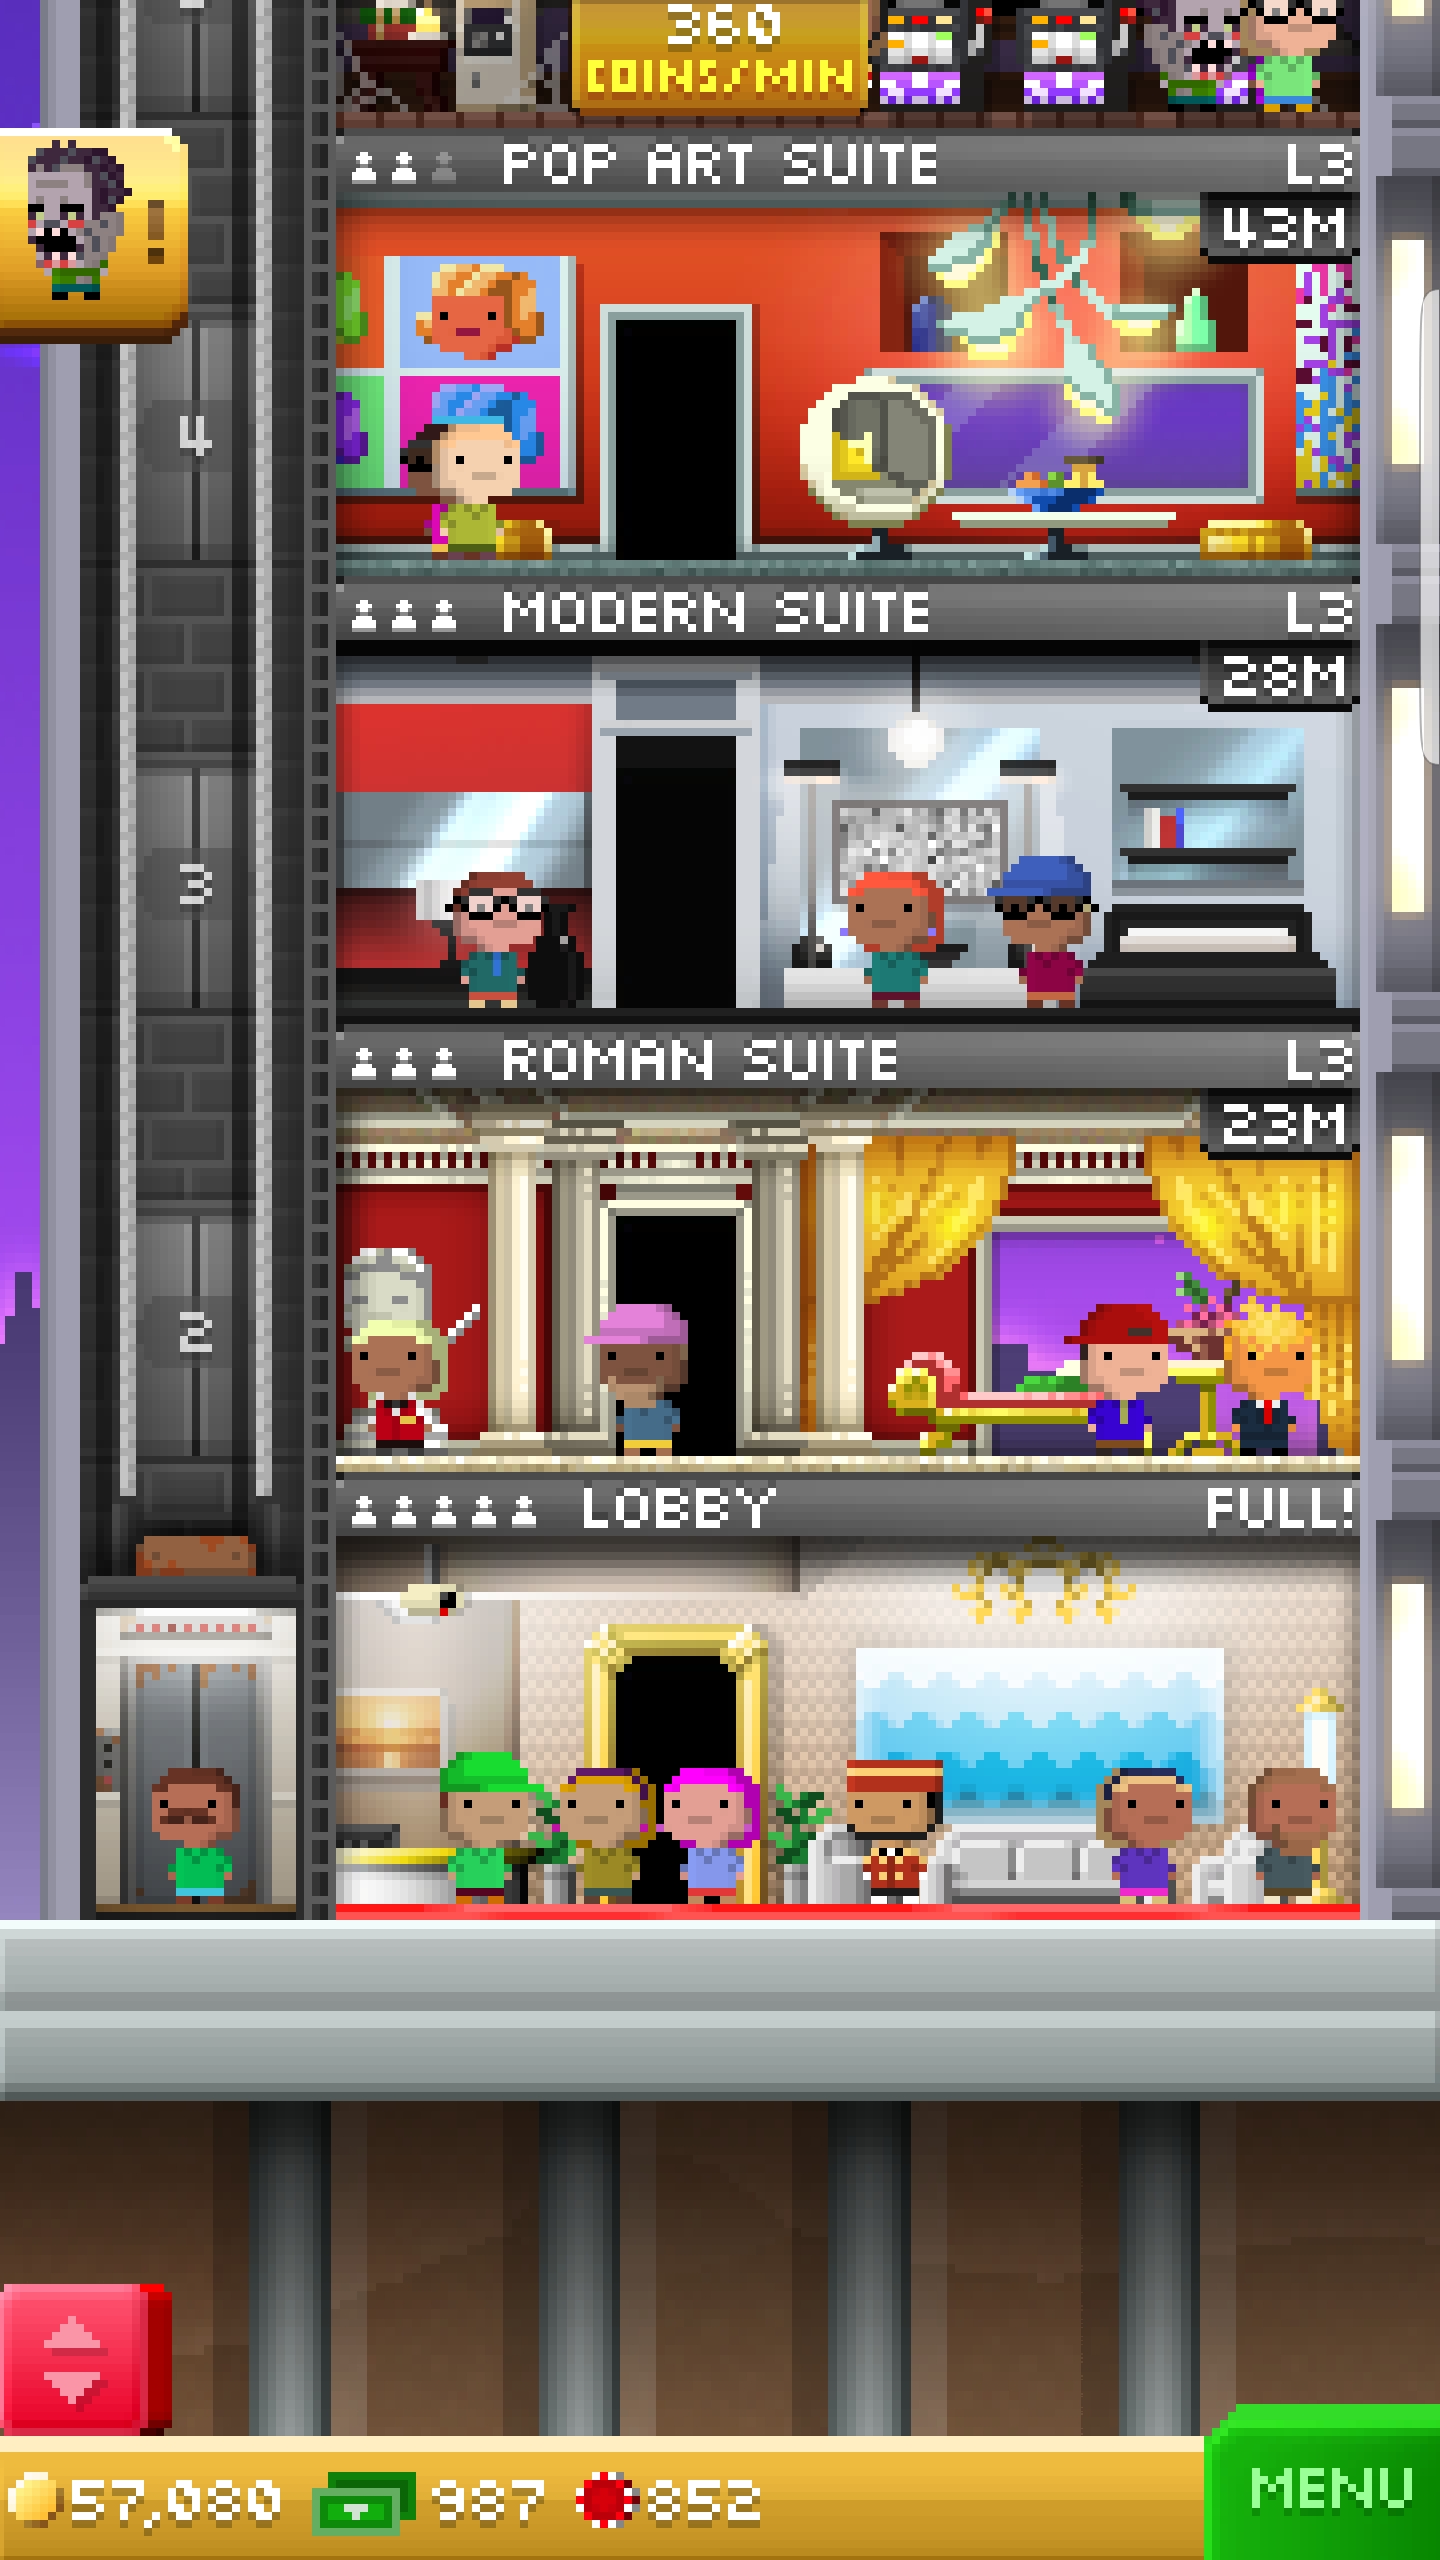 360
COINS/MIN
POP ART SUITE L3
43M
!
4
MODERN SUITE L3
28M
3
ROMAN SUITE L3
23M
2
LOBBY FULL!
57,080 987 852
MENU